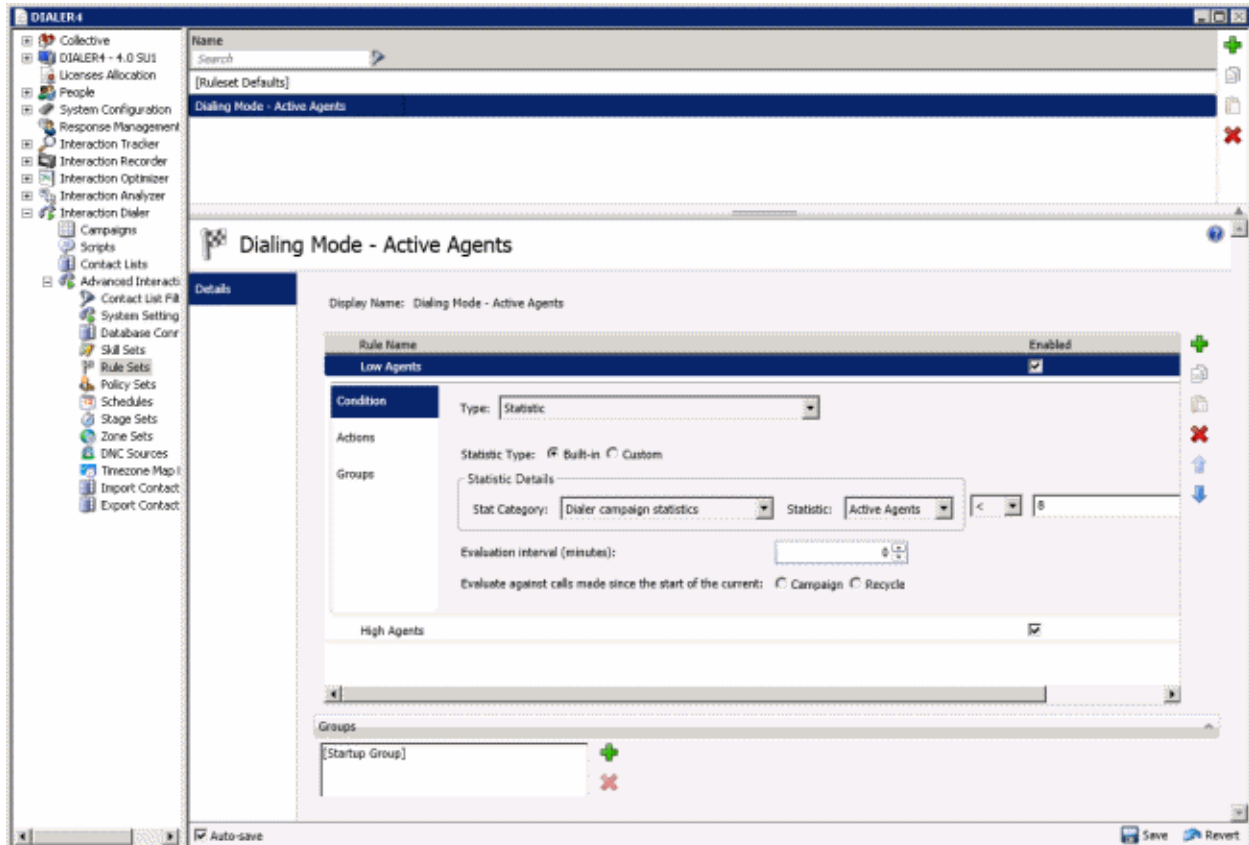 DIALER4
Collective
DIALER4 - 4.0 SU1
Licenses Allocation
People
System Configuration
Response Management
Interaction Tracker
Interaction Recorder
Interaction Optimizer
Interaction Analyzer
Interaction Dialer
Campaigns
Scripts
Contact Lists
Advanced Interacti
Contact List Filt
System Setting
Database Conr
Skill Sets
Rule Sets
Policy Sets
Schedules
Stage Sets
Zone Sets
DNC Sources
Timezone Map
Import Contact
Export Contact
Name
Search
[Ruleset Defaults]
Dialing Mode - Active Agents
Dialing Mode - Active Agents
Details
Display Name: Dialing Mode - Active Agents
Rule Name Enabled
Low Agents
Condition
Actions
Groups
Type: Statistic
Statistic Type: Built-in Custom
Statistic Details
Stat Category: Dialer campaign statistics Statistic: Active Agents < 8
Evaluation interval (minutes): 0
Evaluate against calls made since the start of the current: Campaign Recycle
High Agents
Groups
[Startup Group]
Auto-save Save Revert